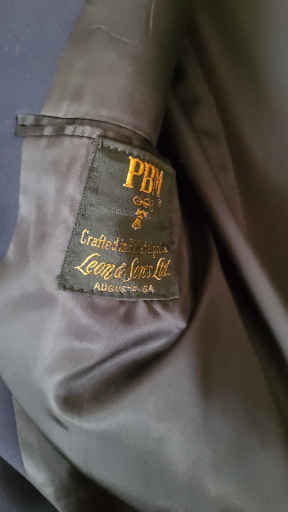 PBM
Crafted
Leon & Sons Ltd.
AUGUSTA, GA